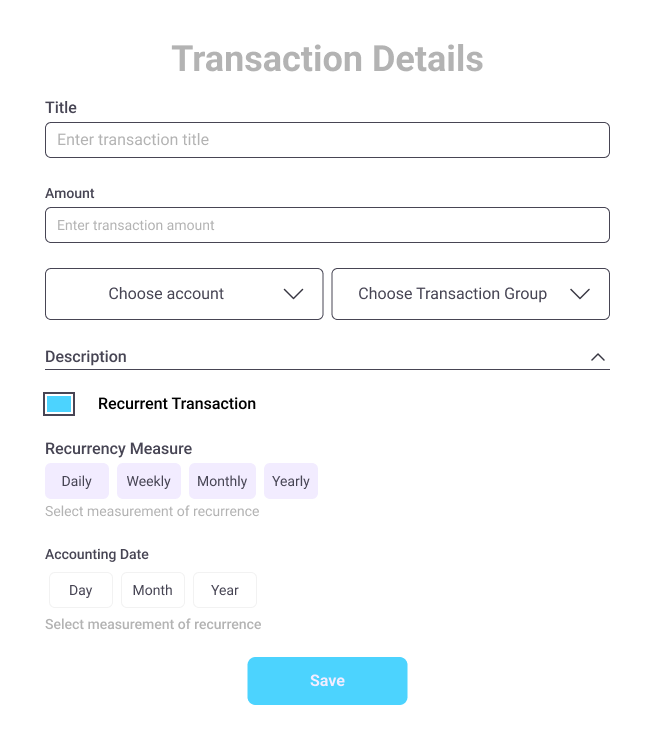 Transaction Details
Title
Enter transaction title
Amount
Enter transaction amount
Choose account
Choose Transaction Group
Description
Recurrent Transaction
Recurrency Measure
Daily Weekly Monthly Yearly
Select measurement of recurrence
Accounting Date
Day Month Year
Select measurement of recurrence
Save